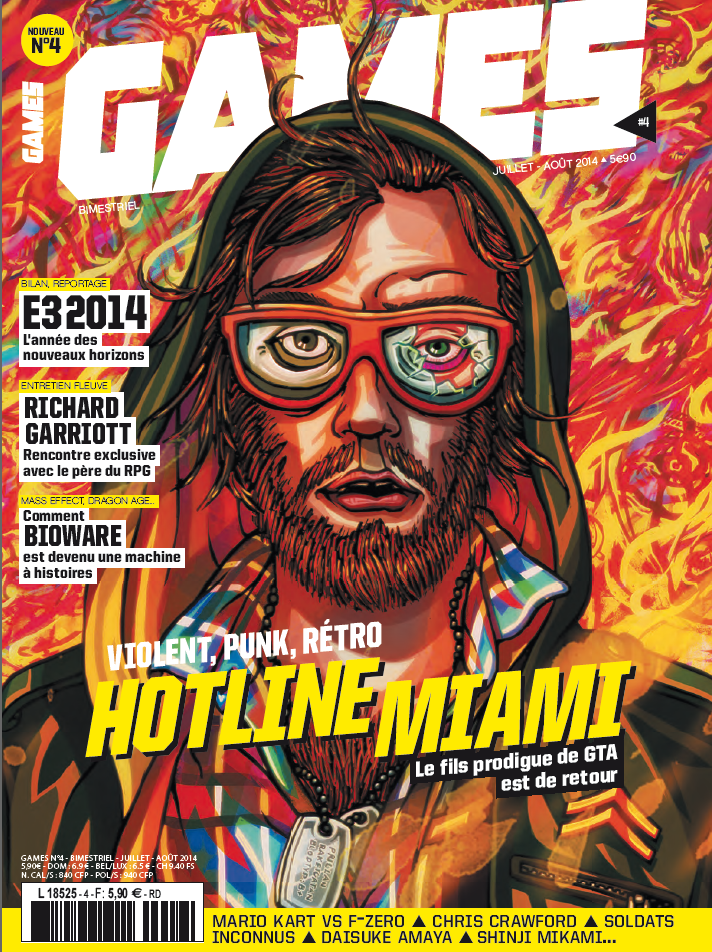 NOUVEAU
N°4
GAMES
GAMES
#4
JUILLET - AOÛT 2014 ▲ 5€90
BIMESTRIEL
BILAN, REPORTAGE
E3 2014
L'année des
nouveaux horizons
ENTRETIEN FLEUVE
RICHARD
GARRIOTT
Rencontre exclusive
avec le père du RPG
MASS EFFECT, DRAGON AGE...
Comment
BIOWARE
est devenu une machine
à histoires
VIOLENT, PUNK, RÉTRO
HOTLINE MIAMI
Le fils prodigue de GTA
est de retour
GAMES N°4 - BIMESTRIEL - JUILLET - AOÛT 2014
5,90€ - DOM : 6.9 € - BEL/LUX : 6.5 € - CH 9.40 FS
N. CAL/S : 840 CFP - POL/S : 940 CFP
L 18525 - 4 - F: 5,90 € - RD
MARIO KART VS F-ZERO ▲ CHRIS CRAWFORD ▲ SOLDATS
INCONNUS ▲ DAISUKE AMAYA ▲ SHINJI MIKAMI...